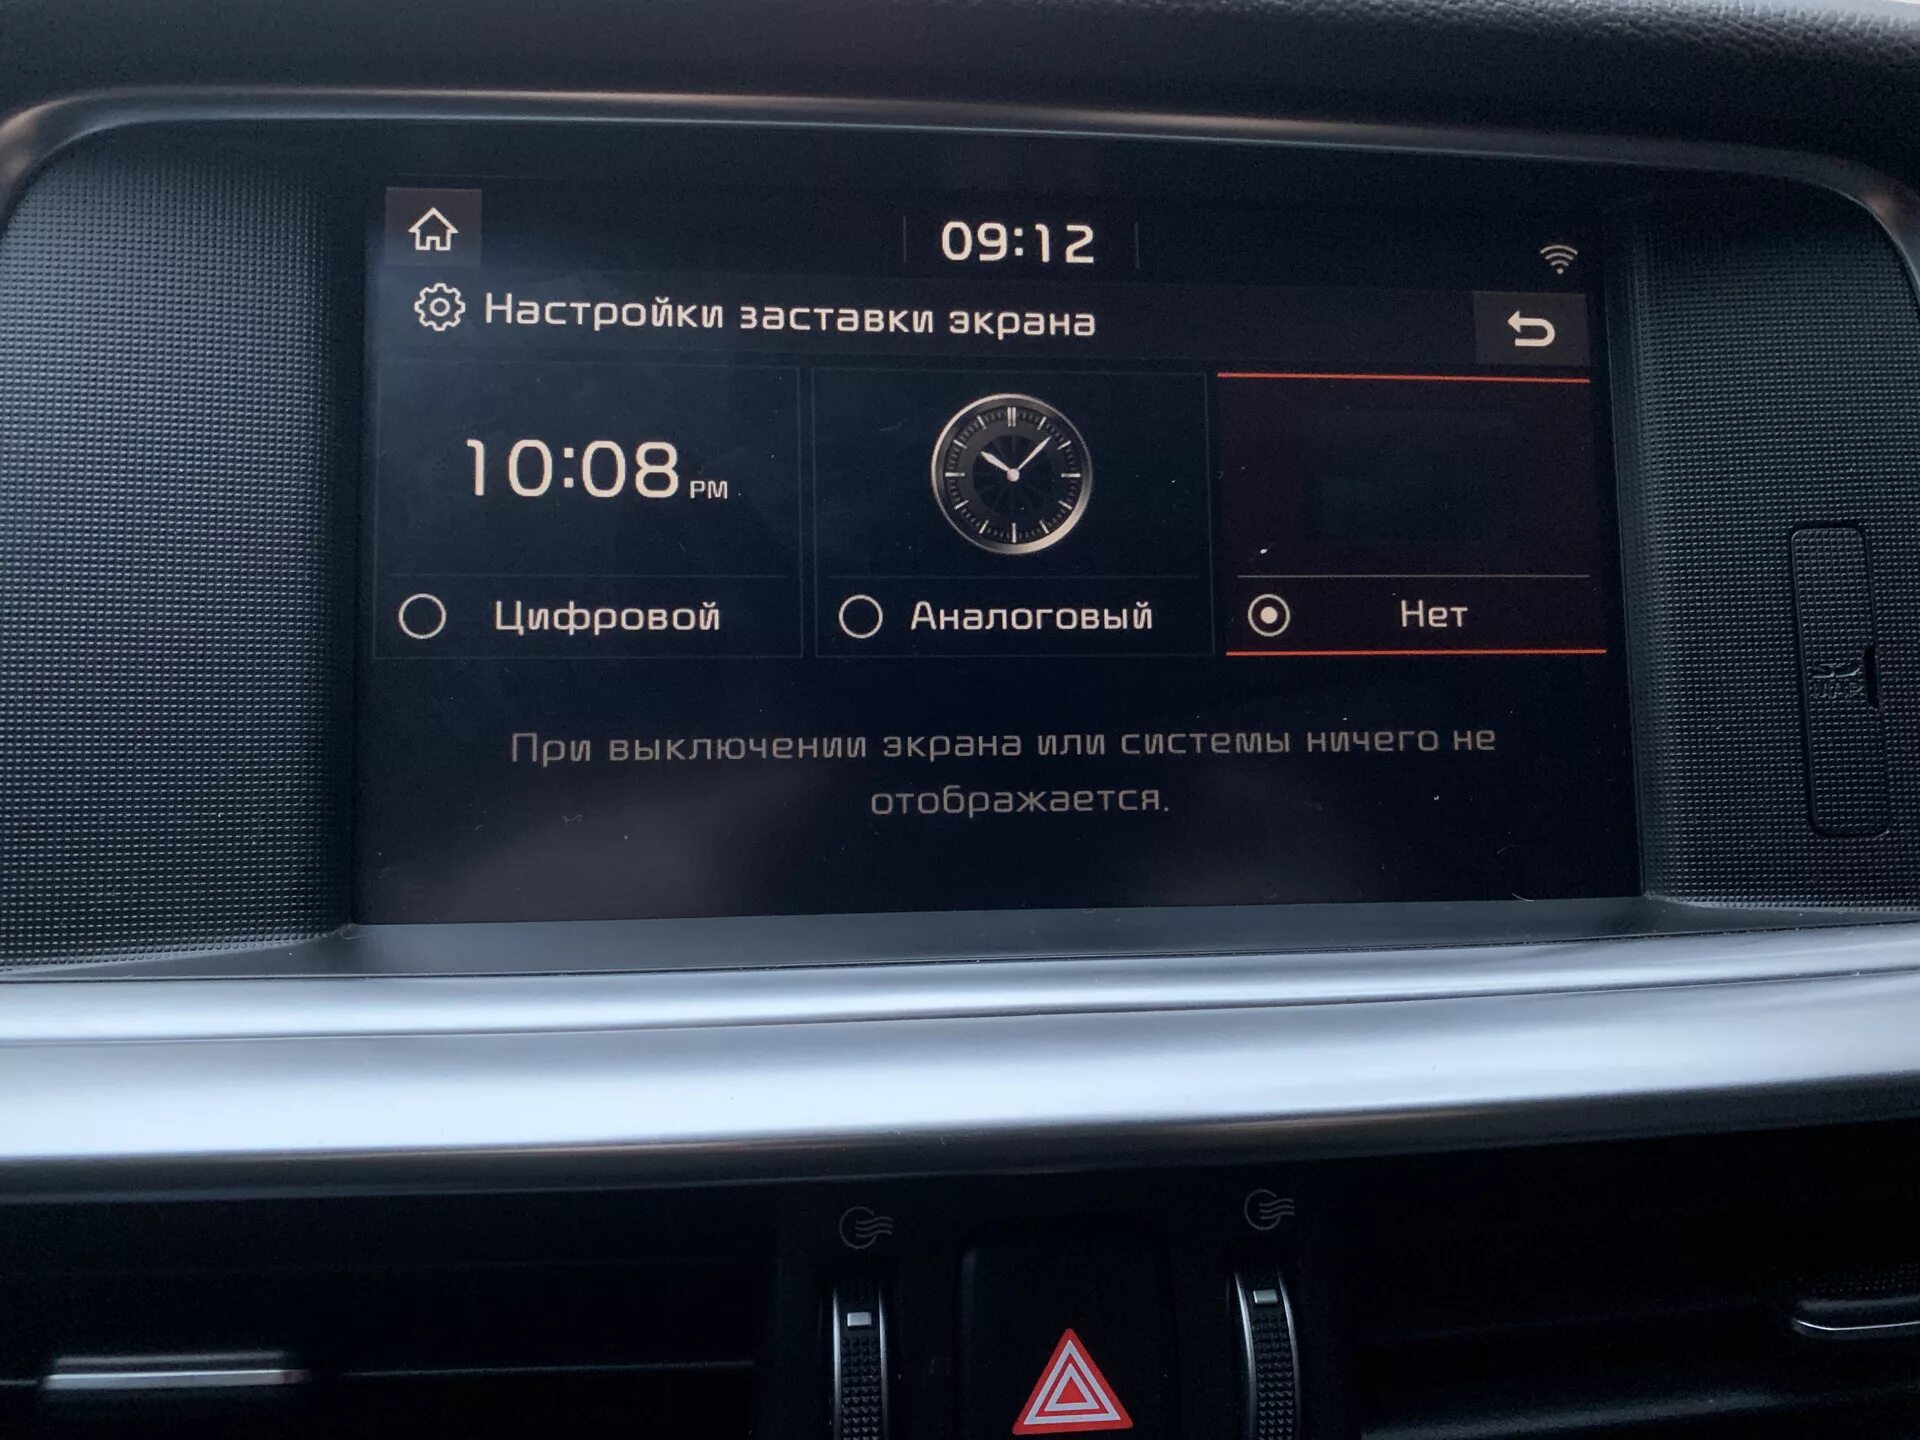 09:12
Настройки заставки экрана
10:08 PM
Цифровой
Аналоговый
Нет
При выключении экрана или системы ничего не
отображается.